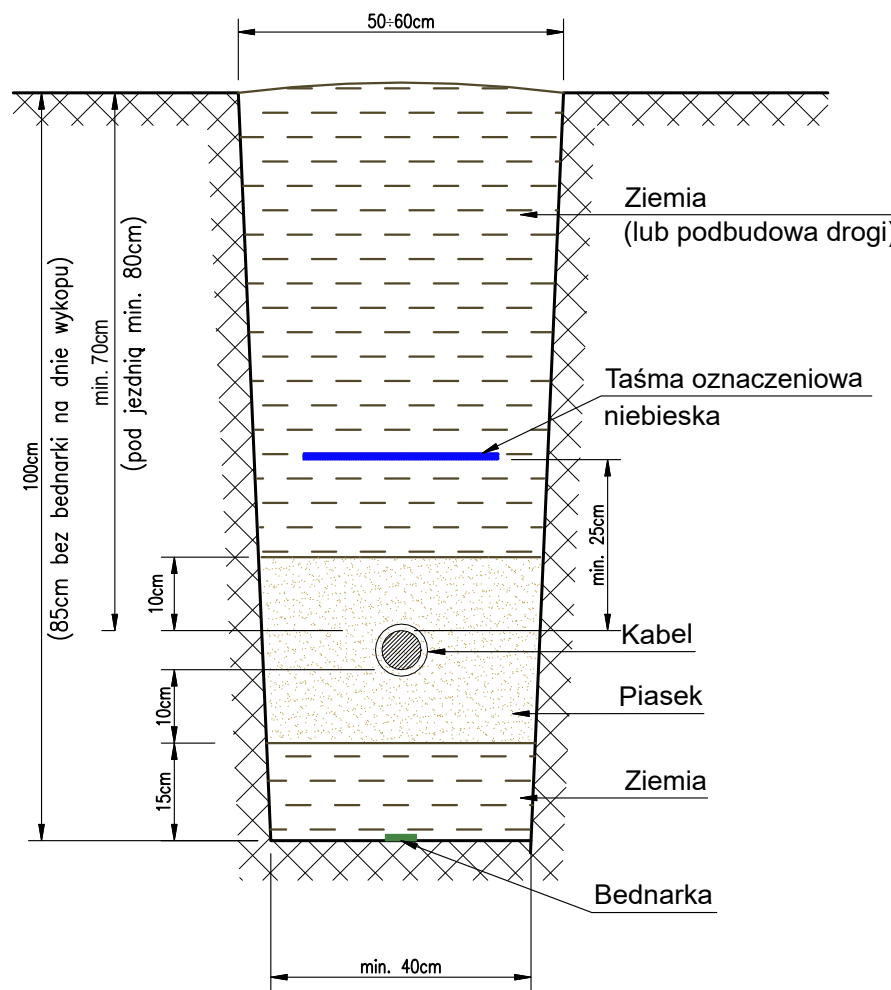 50÷60cm
Ziemia
(lub podbudowa drogi)
100cm
(85cm bez bednarki na dnie wykopu)
min. 70cm
(pod jezdnią min. 80cm)
Taśma oznaczeniowa
niebieska
min. 25cm
10cm
Kabel
10cm
Piasek
15cm
Ziemia
Bednarka
min. 40cm